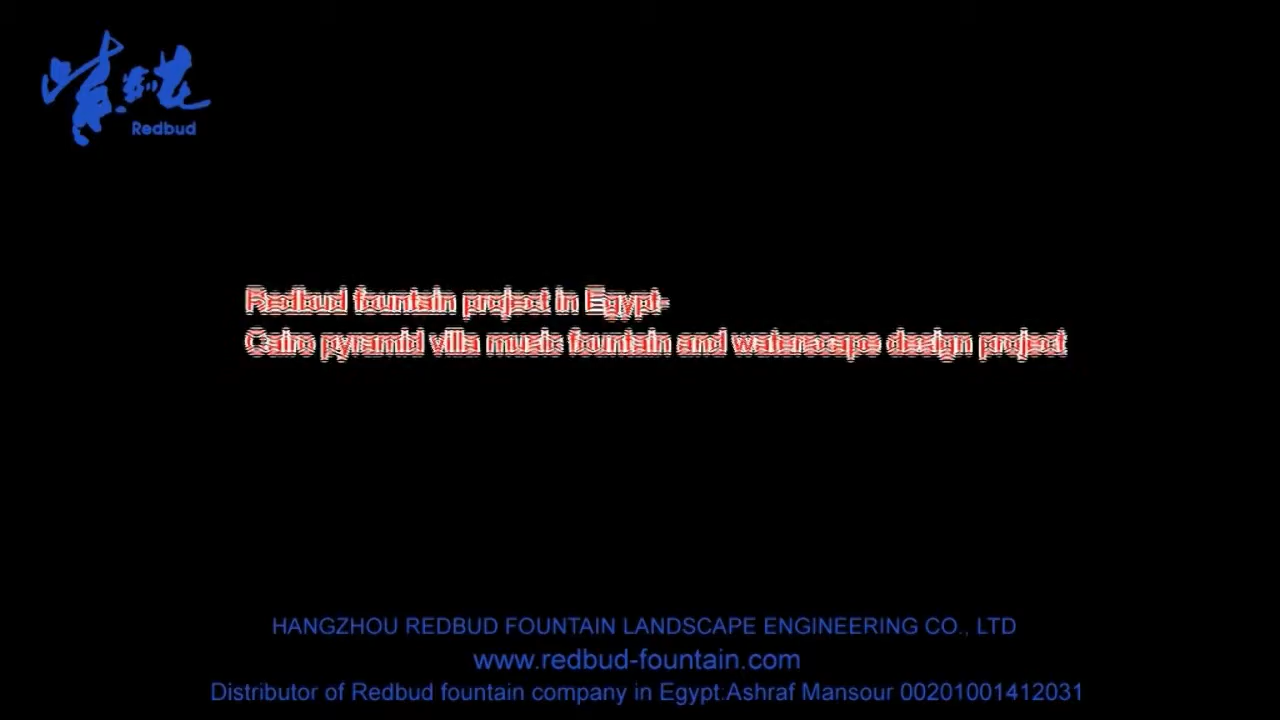 Redbud
Redbud fountain project in Egypt-
Cairo pyramid villa music fountain and waterscape design project
HANGZHOU REDBUD FOUNTAIN LANDSCAPE ENGINEERING CO., LTD
www.redbud-fountain.com
Distributor of Redbud fountain company in Egypt:Ashraf Mansour 00201001412031